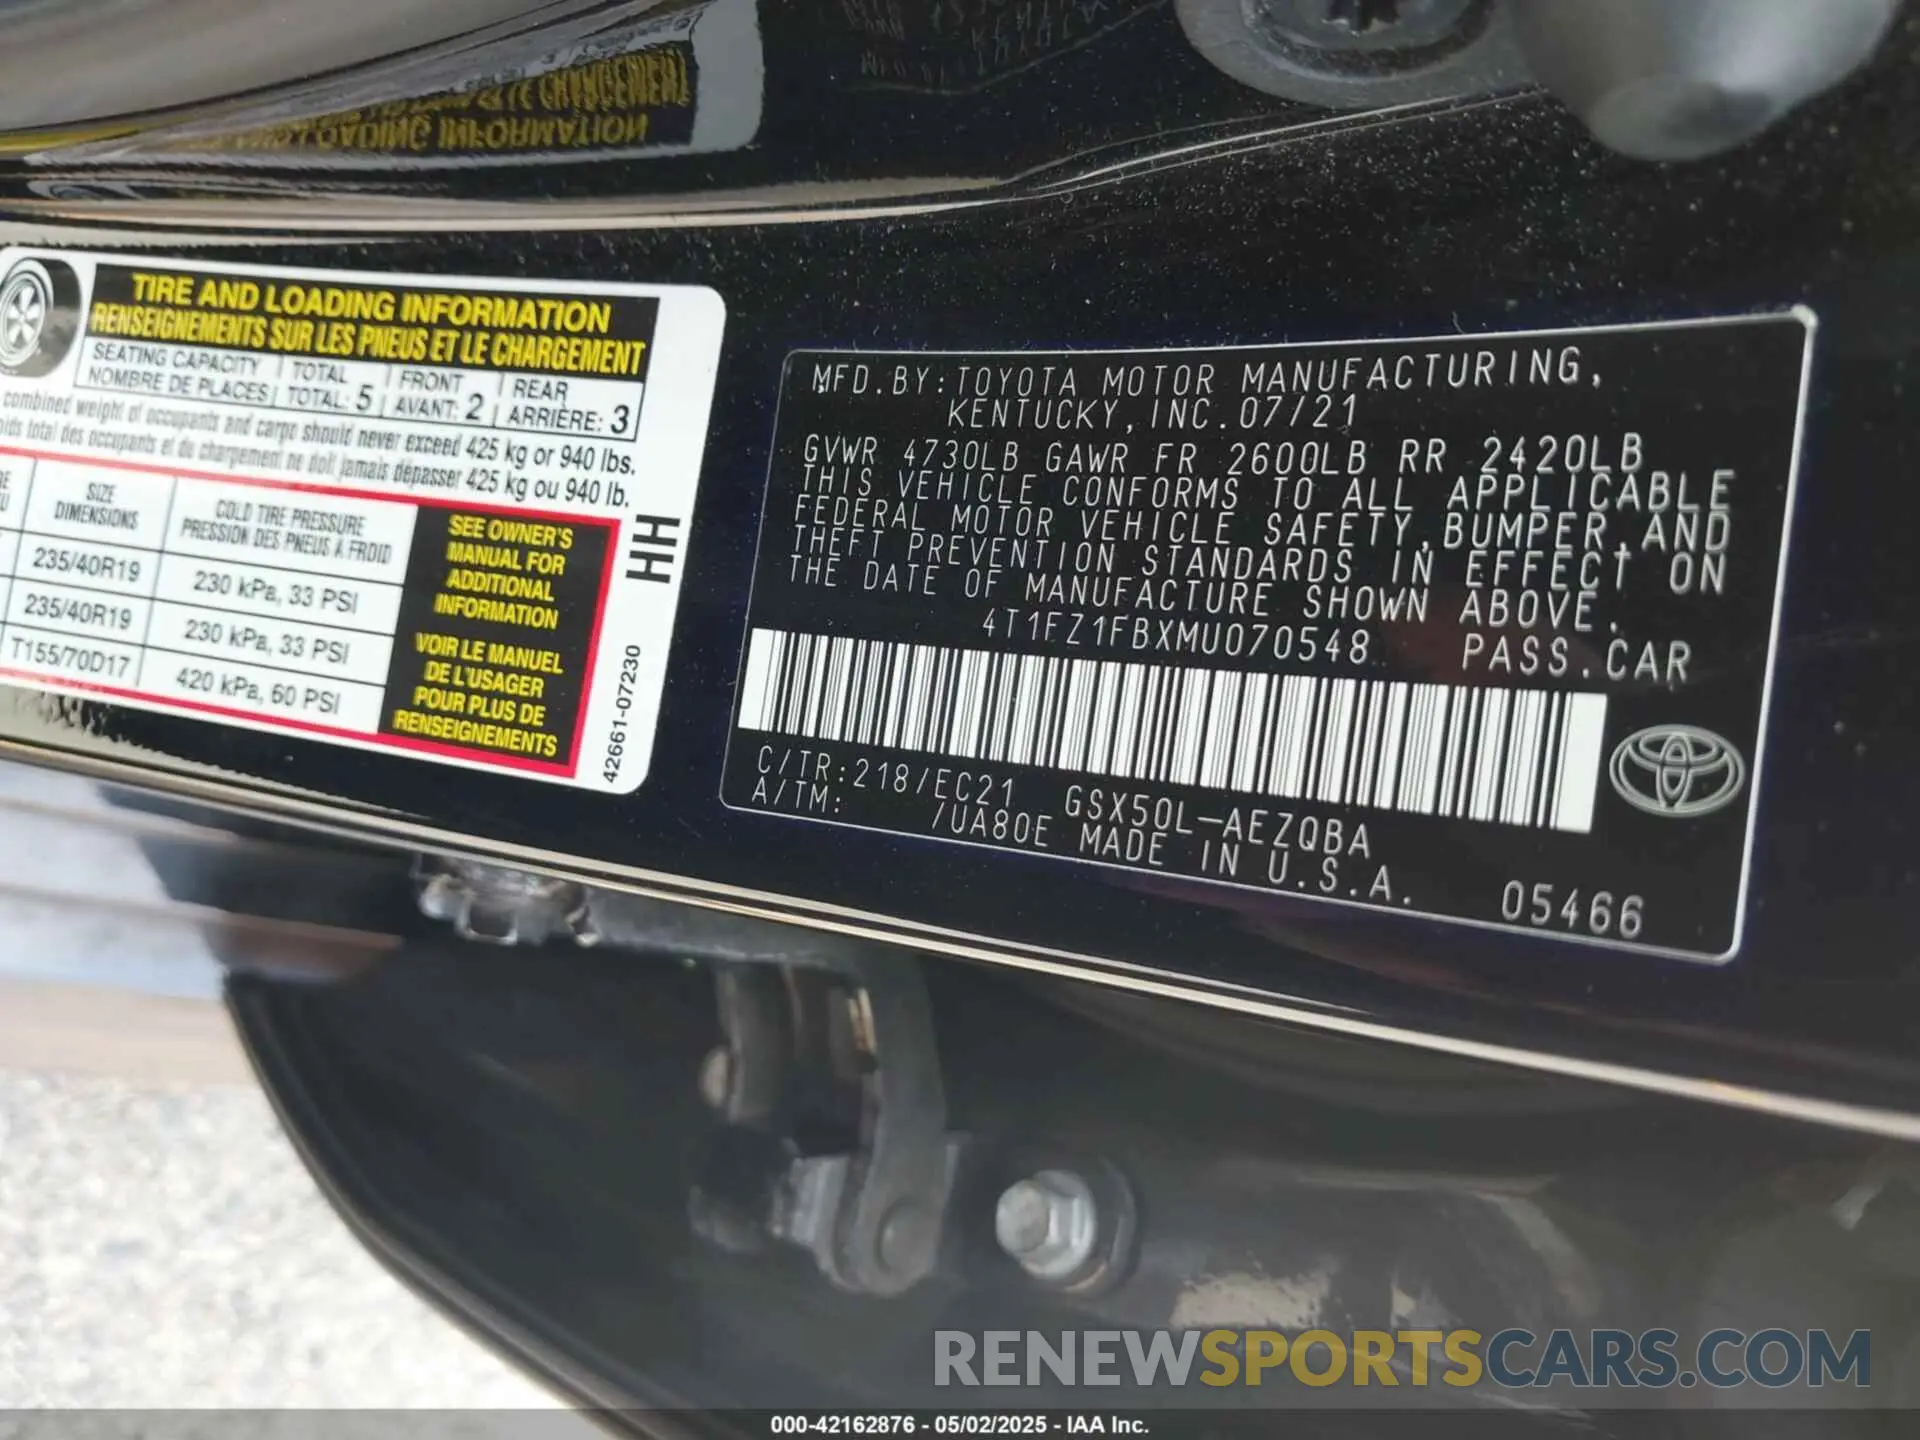 TIRE AND LOADING INFORMATION
RENSEIGNEMENTS SUR LES PNEUS ET LE CHARGEMENT
SEATING CAPACITY TOTAL FRONT REAR
NOMBRE DE PLACES TOTAL: 5 AVANT: 2 ARRIÈRE: 3
combined weight of occupants and cargo should never exceed 425 kg or 940 lbs.
total des occupants et du chargement ne doit jamais dépasser 425 kg ou 940 lb.
SIZE COLD TIRE PRESSURE
DIMENSIONS PRESSION DES PNEUS À FROID
235/40R19 230 kPa, 33 PSI
235/40R19 230 kPa, 33 PSI
T155/70D17 420 kPa, 60 PSI
SEE OWNER'S
MANUAL FOR
ADDITIONAL
INFORMATION
VOIR LE MANUEL
DE L'USAGER
POUR PLUS DE
RENSEIGNEMENTS
HH
42661-07230
MFD.BY:TOYOTA MOTOR MANUFACTURING,
KENTUCKY,INC.07/21
GVWR 4730LB GAWR FR 2600LB RR 2420LB
THIS VEHICLE CONFORMS TO ALL APPLICABLE
FEDERAL MOTOR VEHICLE SAFETY,BUMPER,AND
THEFT PREVENTION STANDARDS IN EFFECT ON
THE DATE OF MANUFACTURE SHOWN ABOVE.
4T1FZ1FBXMU070548 PASS.CAR
C/TR:218/EC21 GSX50L-AEZQBA
A/TM: /UA80E MADE IN U.S.A.
05466
RENEWSPORTSCARS.COM
000-42162876 - 05/02/2025 - IAA Inc.